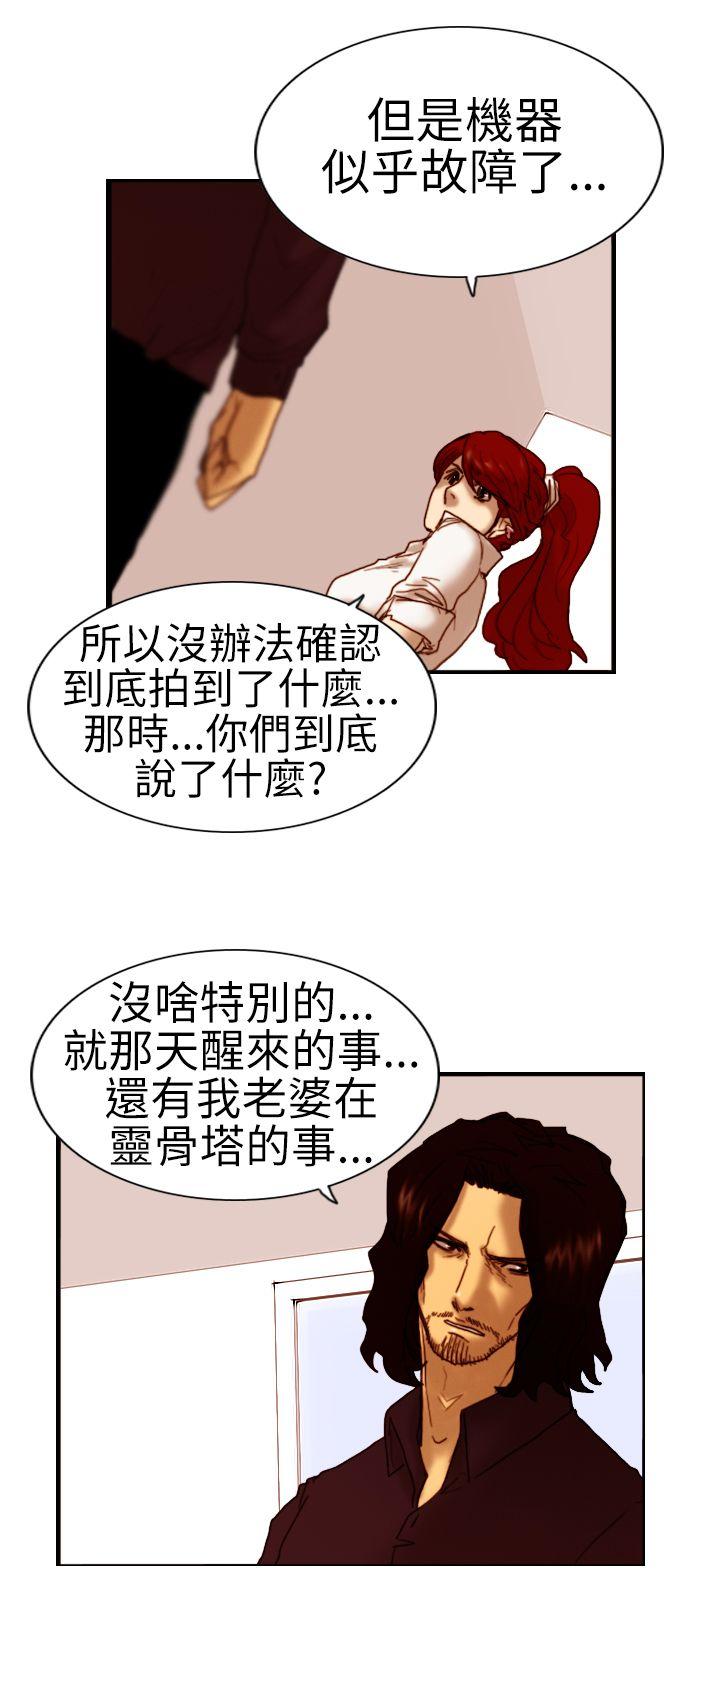 但是機器
似乎故障了...
所以沒辦法確認
到底拍到了什麼...
那時...你們到底
說了什麼?
沒啥特別的...
就那天醒來的事...
還有我老婆在
靈骨塔的事...